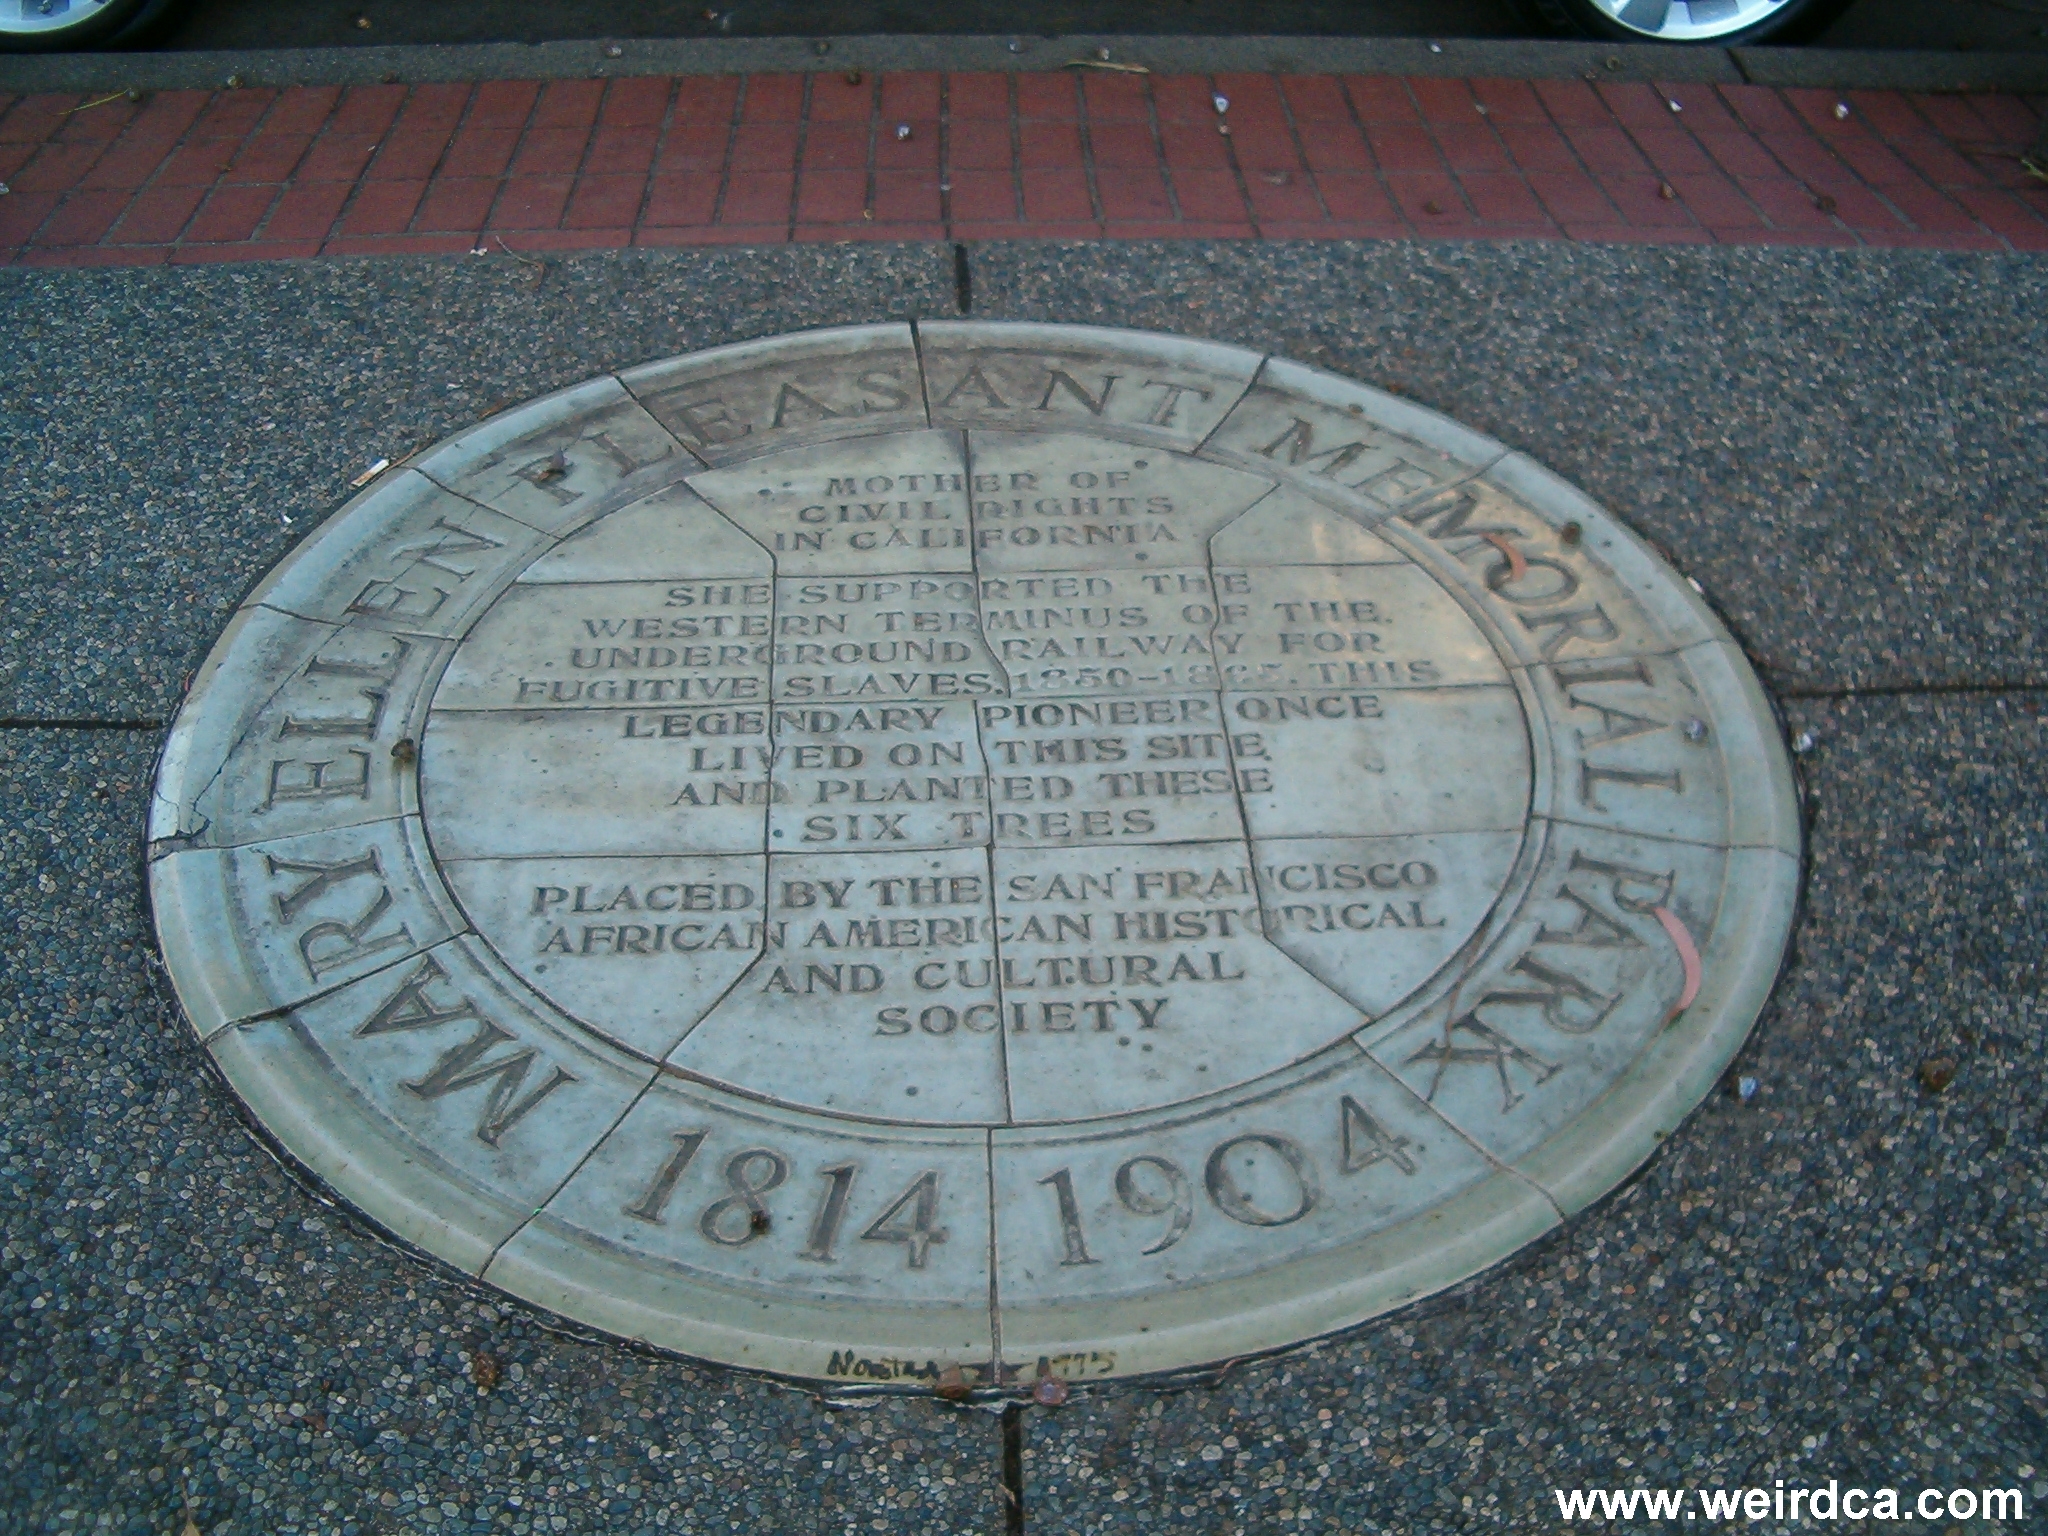 MARY ELLEN PLEASANT MEMORIAL PARK
MOTHER OF
CIVIL RIGHTS
IN CALIFORNIA
SHE SUPPORTED THE
WESTERN TERMINUS OF THE
UNDERGROUND RAILWAY FOR
FUGITIVE SLAVES, 1850-1865. THIS
LEGENDARY PIONEER ONCE
LIVED ON THIS SITE
AND PLANTED THESE
SIX TREES
PLACED BY THE SAN FRANCISCO
AFRICAN AMERICAN HISTORICAL
AND CULTURAL
SOCIETY
1814 1904
www.weirdca.com